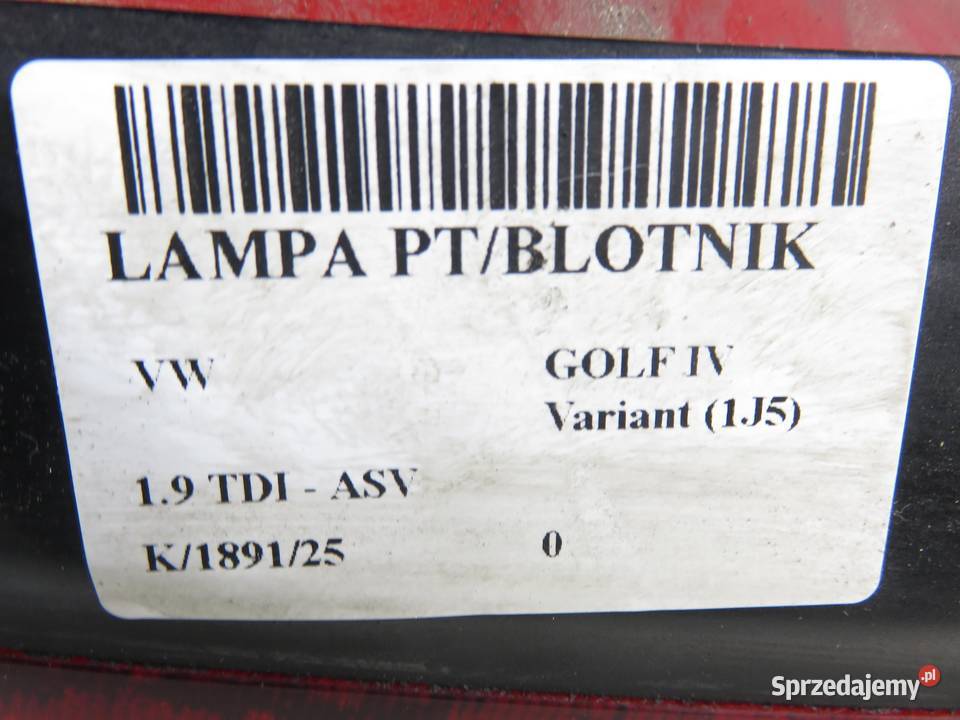 LAMPA PT/BLOTNIK
VW
GOLF IV
Variant (1J5)
1.9 TDI - ASV
K/1891/25
0
Sprzedajemy.pl